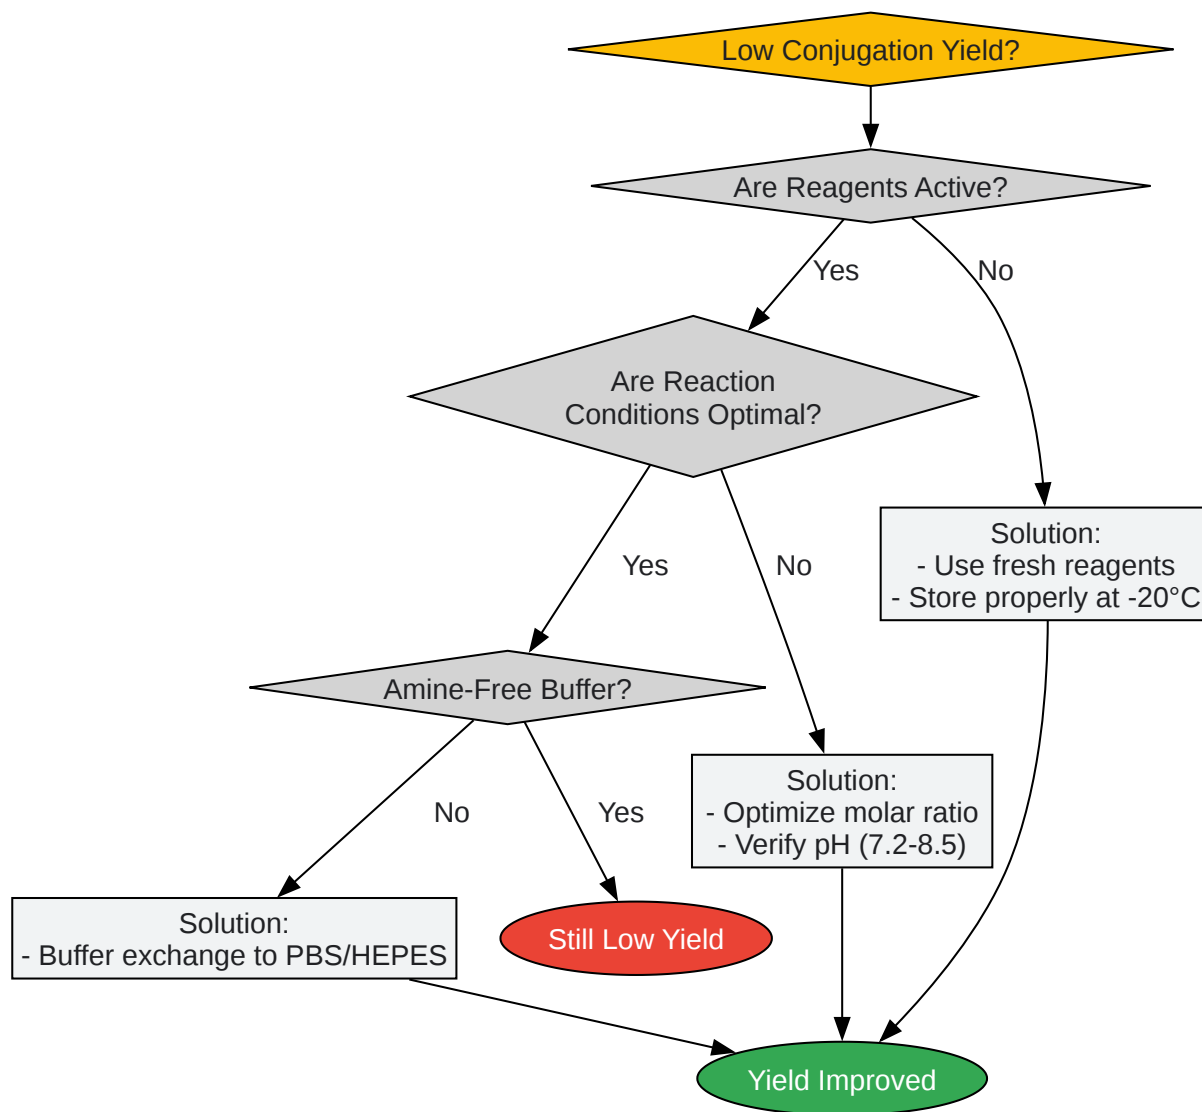 Low Conjugation Yield?
Are Reagents Active?
Yes
No
Are Reaction
Conditions Optimal?
Solution:
- Use fresh reagents
- Store properly at -20°C
Yes
No
Amine-Free Buffer?
Solution:
- Optimize molar ratio
- Verify pH (7.2-8.5)
No
Yes
Solution:
- Buffer exchange to PBS/HEPES
Still Low Yield
Yield Improved